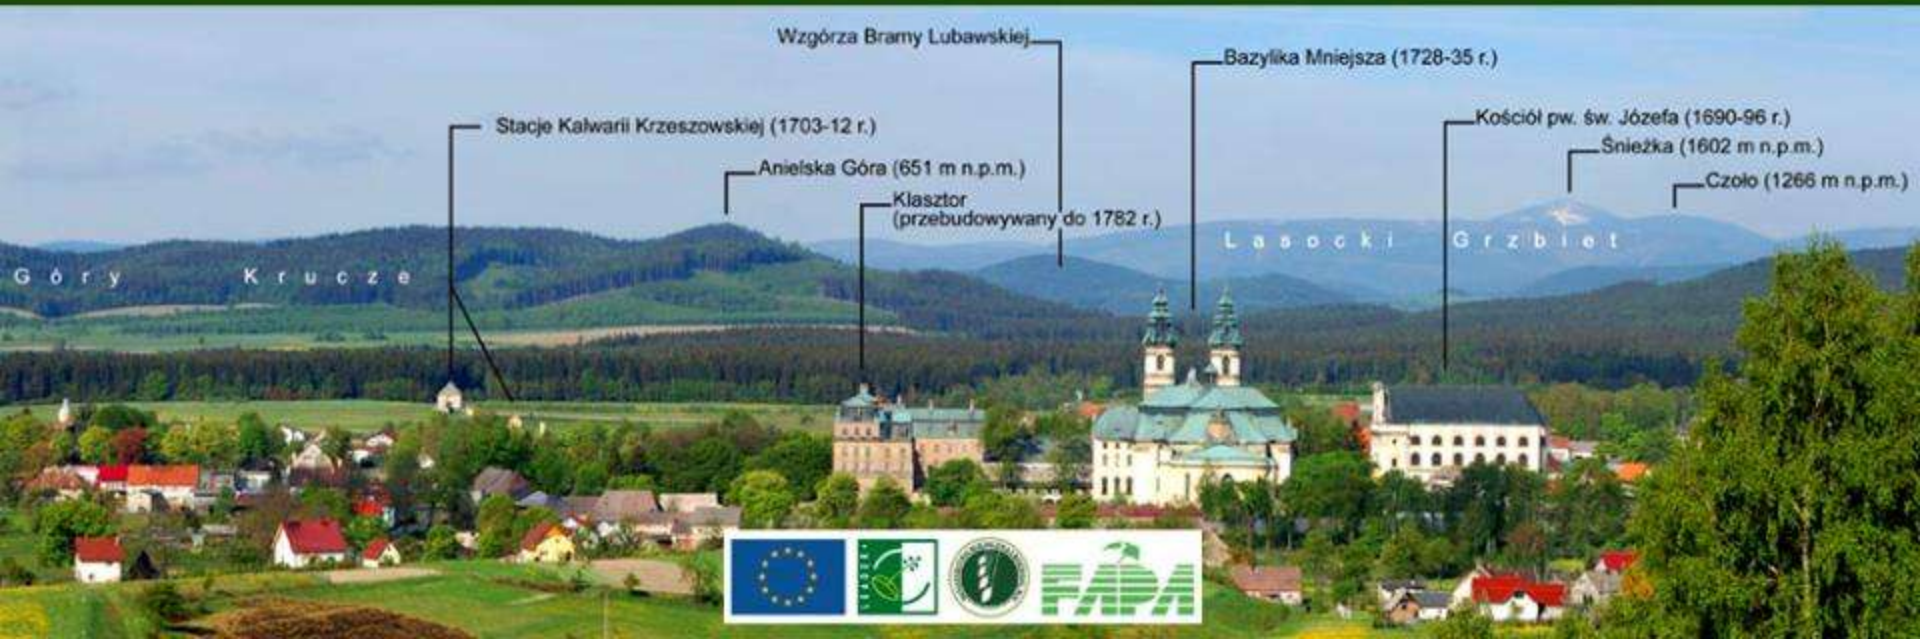 Wzgórza Bramy Lubawskiej
Bazylika Mniejsza (1728-35 r.)
Stacje Kalwarii Krzeszowskiej (1703-12 r.)
Kościół pw. św. Józefa (1690-96 r.)
Śnieżka (1602 m n.p.m.)
Anielska Góra (651 m n.p.m.)
Czoło (1266 m n.p.m.)
Klasztor
(przebudowywany do 1782 r.)
Lasocki Grzbiet
Góry Krucze
LEADER+
FAPA